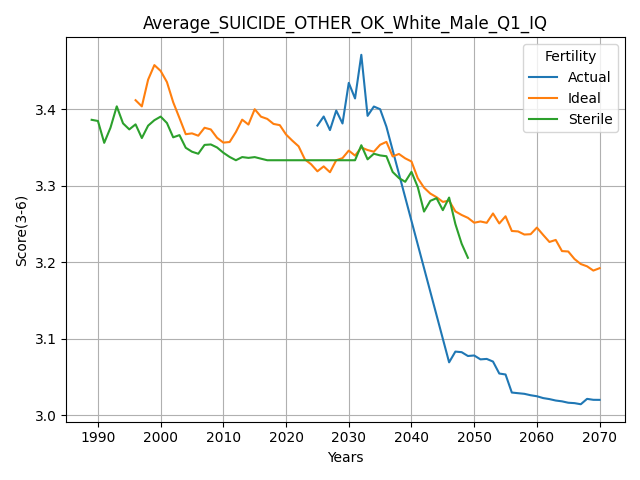 Average_SUICIDE_OTHER_OK_White_Male_Q1_IQ
Fertility
Actual
Ideal
Sterile
Score(3-6)
3.4
3.3
3.2
3.1
3.0
1990 2000 2010 2020 2030 2040 2050 2060 2070
Years